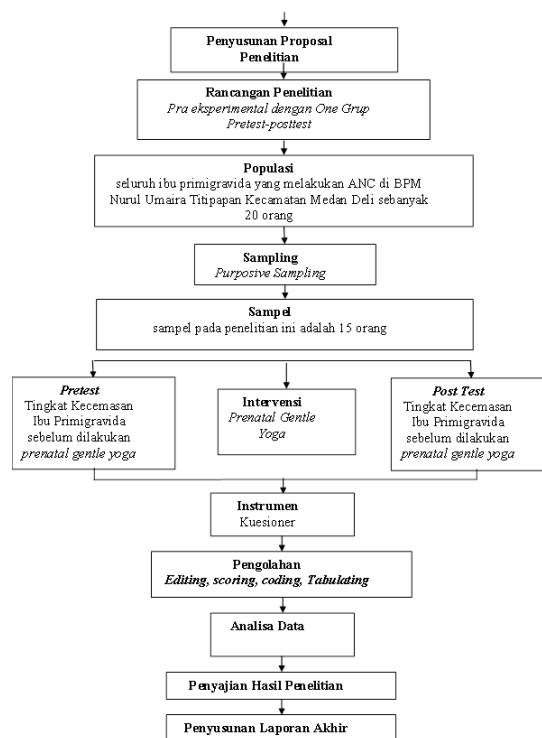 Penyusunan Proposal
Penelitian
Rancangan Penelitian
Pra eksperimental dengan One Grup
Pretest-posttest
Populasi
seluruh ibu primigravida yang melakukan ANC di BPM
Nurul Umaira Titipapan Kecamatan Medan Deli sebanyak
20 orang
Sampling
Purposive Sampling
Sampel
sampel pada penelitian ini adalah 15 orang
Pretest
Tingkat Kecemasan
Ibu Primigravida
sebelum dilakukan
prenatal gentle yoga
Intervensi
Prenatal Gentle
Yoga
Post Test
Tingkat Kecemasan
Ibu Primigravida
sebelum dilakukan
prenatal gentle yoga
Instrumen
Kuesioner
Pengolahan
Editing, scoring, coding, Tabulating
Analisa Data
Penyajian Hasil Penelitian
Penyusunan Laporan Akhir